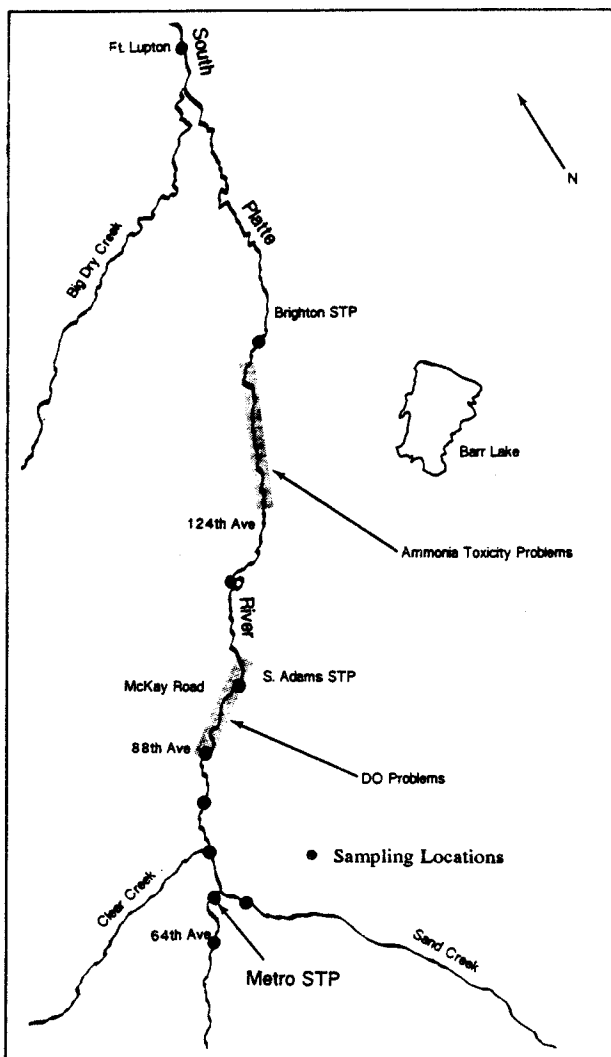 Ft. Lupton
South
N
Platte
Big Dry Creek
Brighton STP
Barr Lake
124th Ave
Ammonia Toxicity Problems
River
McKay Road
S. Adams STP
88th Ave
DO Problems
Sampling Locations
Clear Creek
64th Ave
Sand Creek
Metro STP